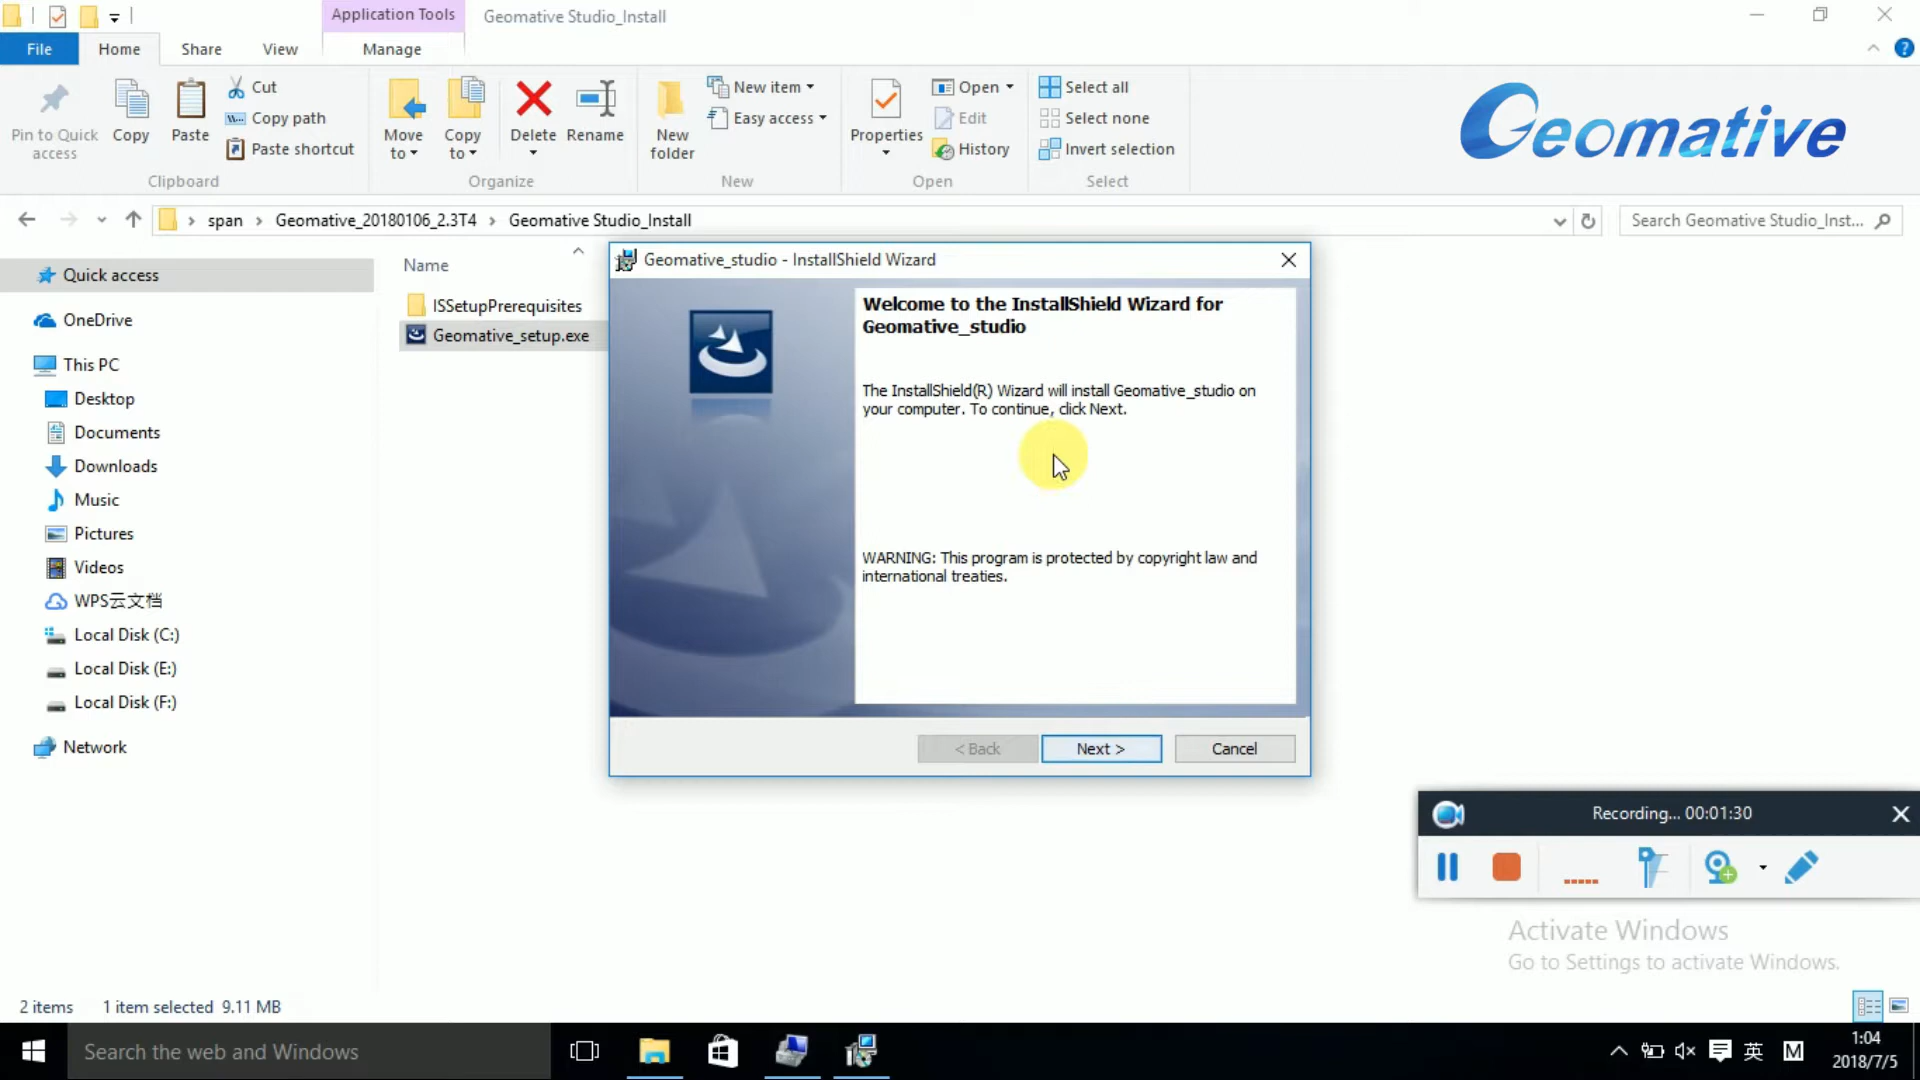 Application Tools
Geomative Studio_Install
File
Home
Share
View
Manage
Pin to Quick
access
Copy
Paste
Cut
Copy path
Paste shortcut
Clipboard
Move
to
Copy
to
Delete
Rename
Organize
New
folder
New item
Easy access
New
Properties
Open
Edit
History
Open
Select all
Select none
Invert selection
Select
Geomative
span
Geomative_20180106_2.3T4
Geomative Studio_Install
Search Geomative Studio_Inst...
Quick access
OneDrive
This PC
Desktop
Documents
Downloads
Music
Pictures
Videos
WPS云文档
Local Disk (C:)
Local Disk (E:)
Local Disk (F:)
Network
Name
ISSetupPrerequisites
Geomative_setup.exe
Geomative_studio - InstallShield Wizard
Welcome to the InstallShield Wizard for
Geomative_studio
The InstallShield(R) Wizard will install Geomative_studio on
your computer. To continue, click Next.
WARNING: This program is protected by copyright law and
international treaties.
< Back
Next >
Cancel
Recording... 00:01:30
Activate Windows
Go to Settings to activate Windows.
2 items
1 item selected 9.11 MB
Search the web and Windows
英
M
1:04
2018/7/5